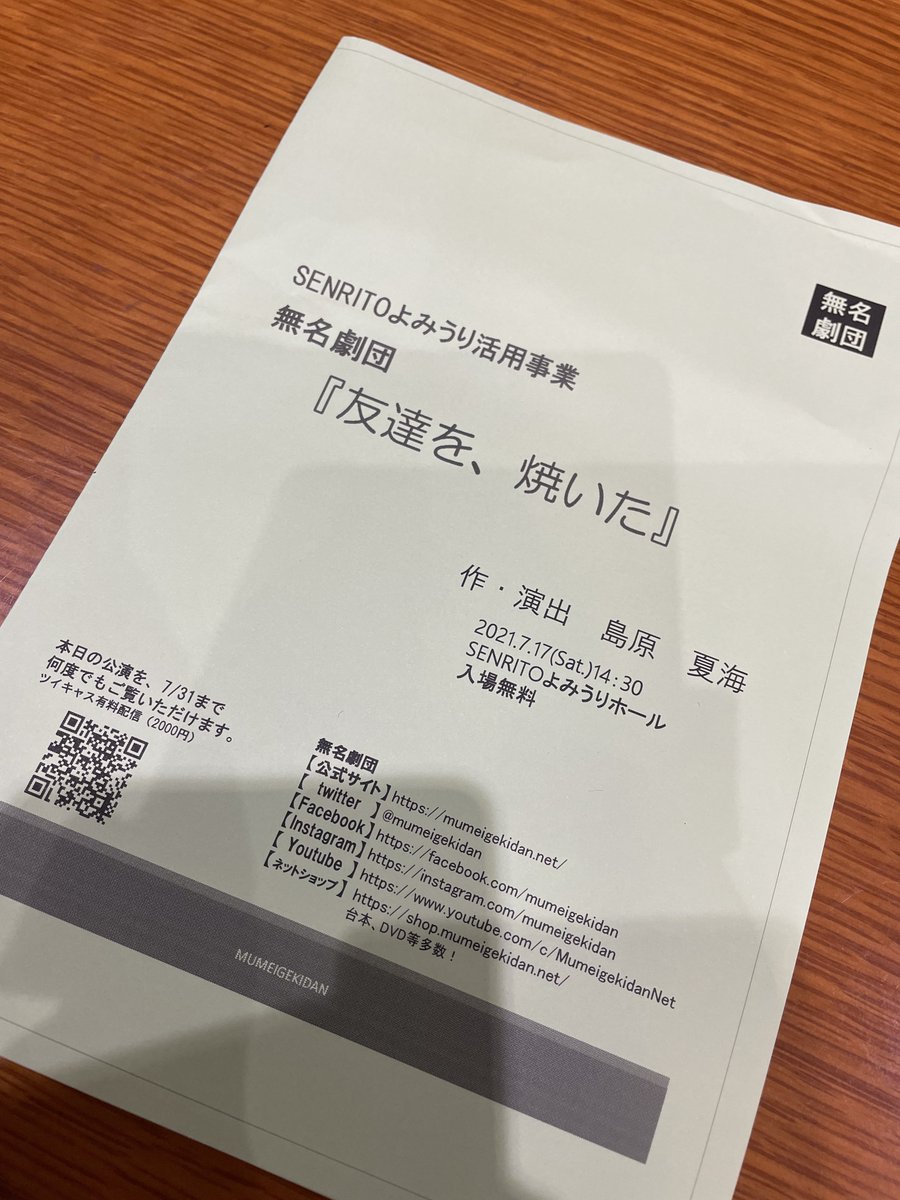 無名
劇団
SENRITOよみうり活用事業
無名劇団
『友達を、焼いた』
作・演出　島原　夏海
2021.7.17(Sat.)14:30
SENRITOよみうりホール
入場無料
本日の公演を、7/31まで
何度でもご覧いただけます。
ツイキャス有料配信（2000円）
無名劇団
【公式サイト】https://mumeigekidan.net/
【 twitter 】@mumeigekidan
【Facebook】https://facebook.com/mumeigekidan
【Instagram】https://instagram.com/mumeigekidan
【 Youtube 】https://www.youtube.com/c/MumeigekidanNet
【ネットショップ】https://shop.mumeigekidan.net/
台本、DVD等多数！
MUMEIGEKIDAN